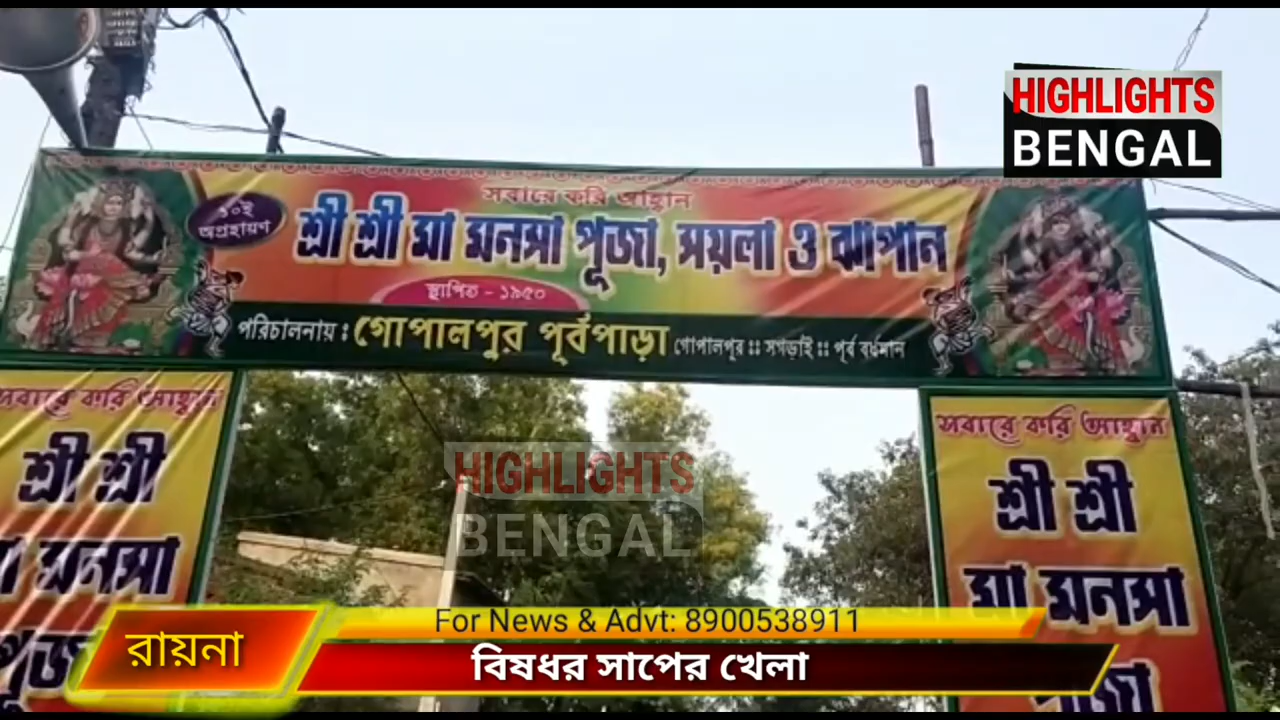 HIGHLIGHTS
BENGAL
সবারে করি আহ্বান
১০ই
অগ্রহায়ণ
শ্রী শ্রী মা মনসা পূজা, সয়লা ও ঝাপান
স্থাপিত - ১৯৫০
পরিচালনায় : গোপালপুর পূর্বপাড়া গোপালপুর :: সগড়াই :: পূর্ব বর্ধমান
সবারে করি আহ্বান
শ্রী শ্রী
মা মনসা
পূজা
সবারে করি আহ্বান
শ্রী শ্রী
মা মনসা
পূজা
HIGHLIGHTS
BENGAL
For News & Advt: 8900538911
রায়না
বিষধর সাপের খেলা